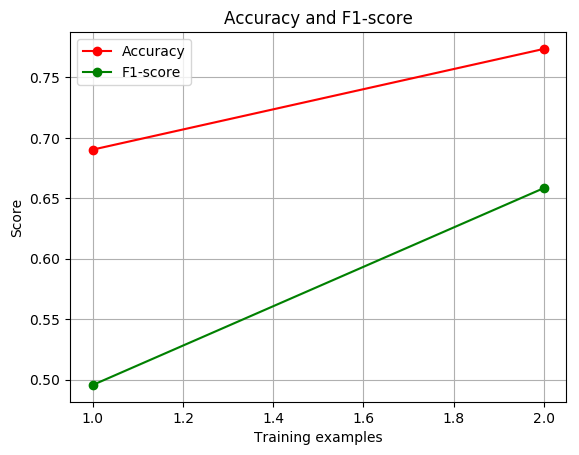 Accuracy and F1-score
Accuracy
F1-score
Score
0.75
0.70
0.65
0.60
0.55
0.50
1.0 1.2 1.4 1.6 1.8 2.0
Training examples